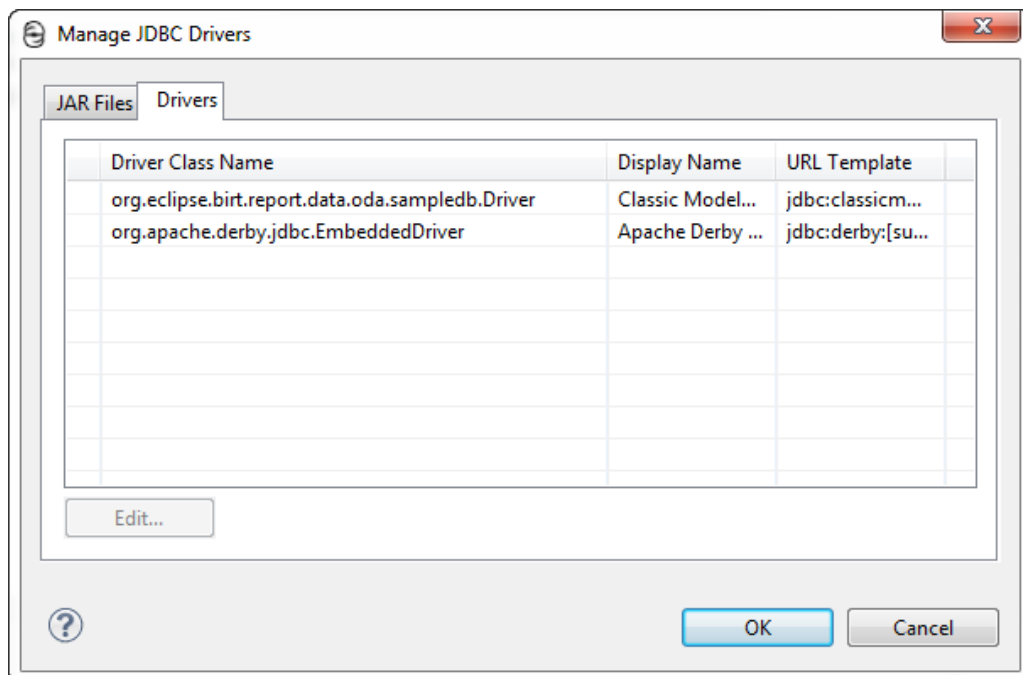 Manage JDBC Drivers
JAR Files Drivers
Driver Class Name Display Name URL Template
org.eclipse.birt.report.data.oda.sampledb.Driver Classic Model... jdbc:classicm...
org.apache.derby.jdbc.EmbeddedDriver Apache Derby ... jdbc:derby:[su...
Edit...
? OK Cancel